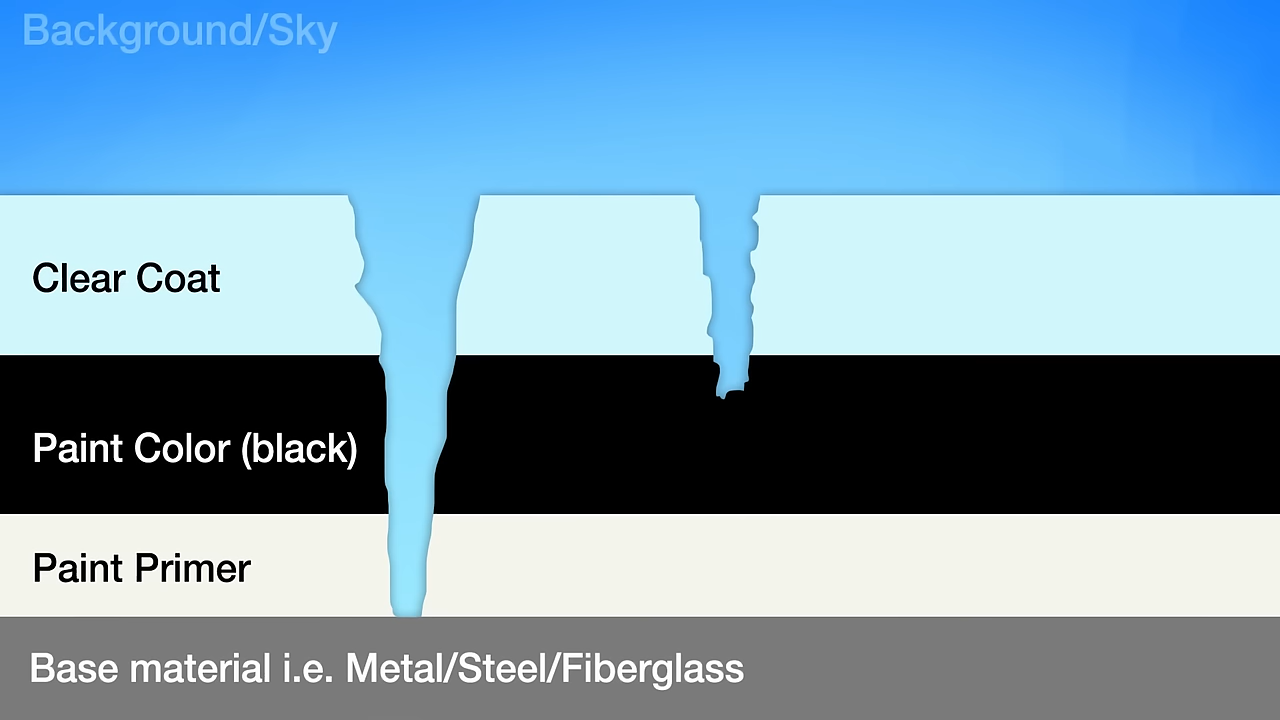 Background/Sky
Clear Coat
Paint Color (black)
Paint Primer
Base material i.e. Metal/Steel/Fiberglass